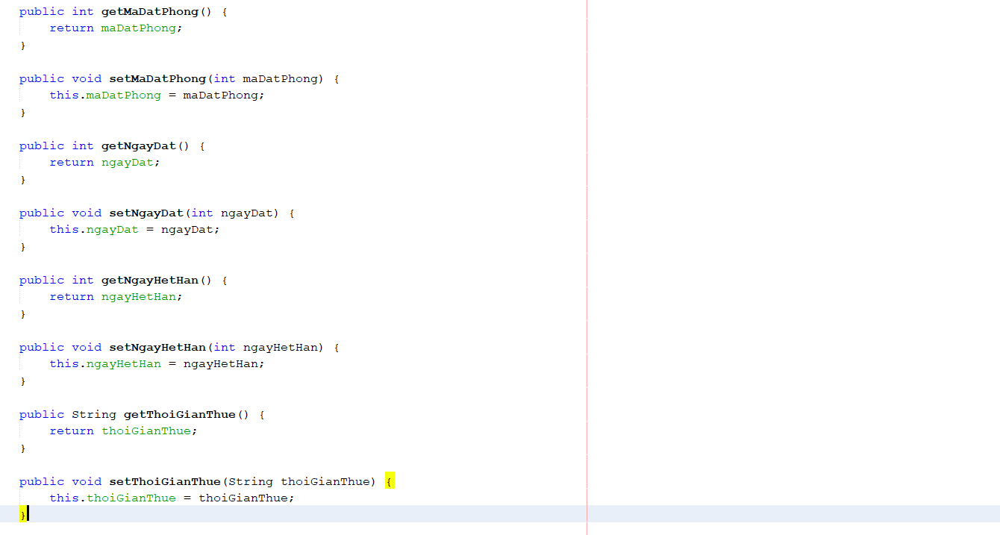 public int getMaDatPhong() {
    return maDatPhong;
}
public void setMaDatPhong(int maDatPhong) {
    this.maDatPhong = maDatPhong;
}
public int getNgayDat() {
    return ngayDat;
}
public void setNgayDat(int ngayDat) {
    this.ngayDat = ngayDat;
}
public int getNgayHetHan() {
    return ngayHetHan;
}
public void setNgayHetHan(int ngayHetHan) {
    this.ngayHetHan = ngayHetHan;
}
public String getThoiGianThue() {
    return thoiGianThue;
}
public void setThoiGianThue(String thoiGianThue) {
    this.thoiGianThue = thoiGianThue;
}